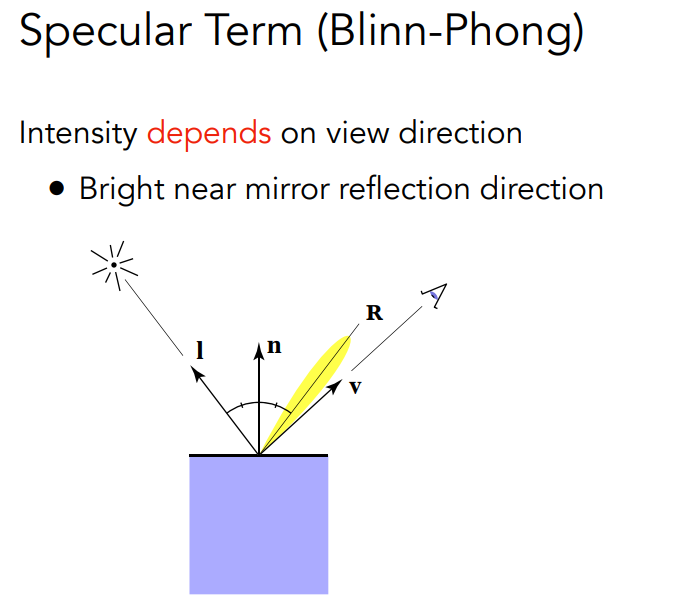 Specular Term (Blinn-Phong)
Intensity depends on view direction
• Bright near mirror reflection direction
R
l
n
v